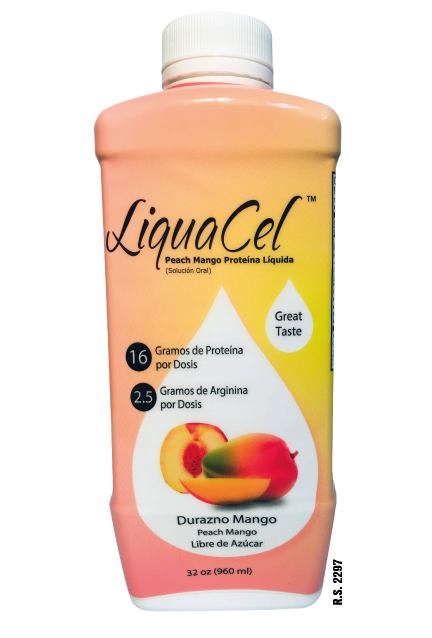 LiquaCel™
Peach Mango Proteína Líquida
(Solución Oral)
Great
Taste
16 Gramos de Proteína
por Dosis
2.5 Gramos de Arginina
por Dosis
Durazno Mango
Peach Mango
Libre de Azúcar
32 oz (960 ml)
R.S. 2297